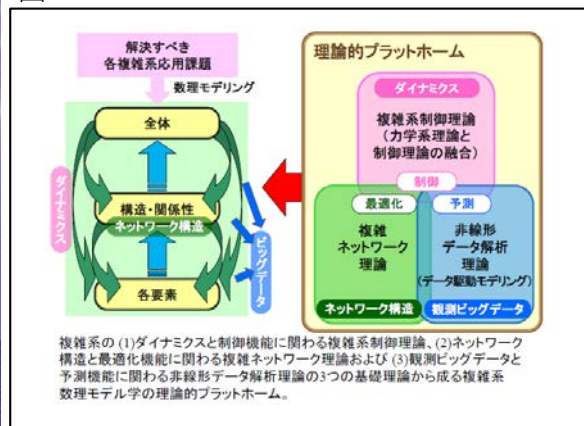 解決すべき
各複雑系応用課題
数理モデリング
全体
ダイナミクス
構造・関係性
ネットワーク構造
ビッグデータ
各要素
理論的プラットホーム
ダイナミクス
複雑系制御理論
(力学系理論と
制御理論の融合)
制御
最適化
予測
複雑
ネットワーク
理論
非線形
データ解析
理論
(データ駆動モデリング)
ネットワーク構造
観測ビッグデータ
複雑系の (1)ダイナミクスと制御機能に関わる複雑系制御理論、(2)ネットワーク
構造と最適化機能に関わる複雑ネットワーク理論および (3)観測ビッグデータと
予測機能に関わる非線形データ解析理論の3つの基礎理論から成る複雑系
数理モデル学の理論的プラットホーム。